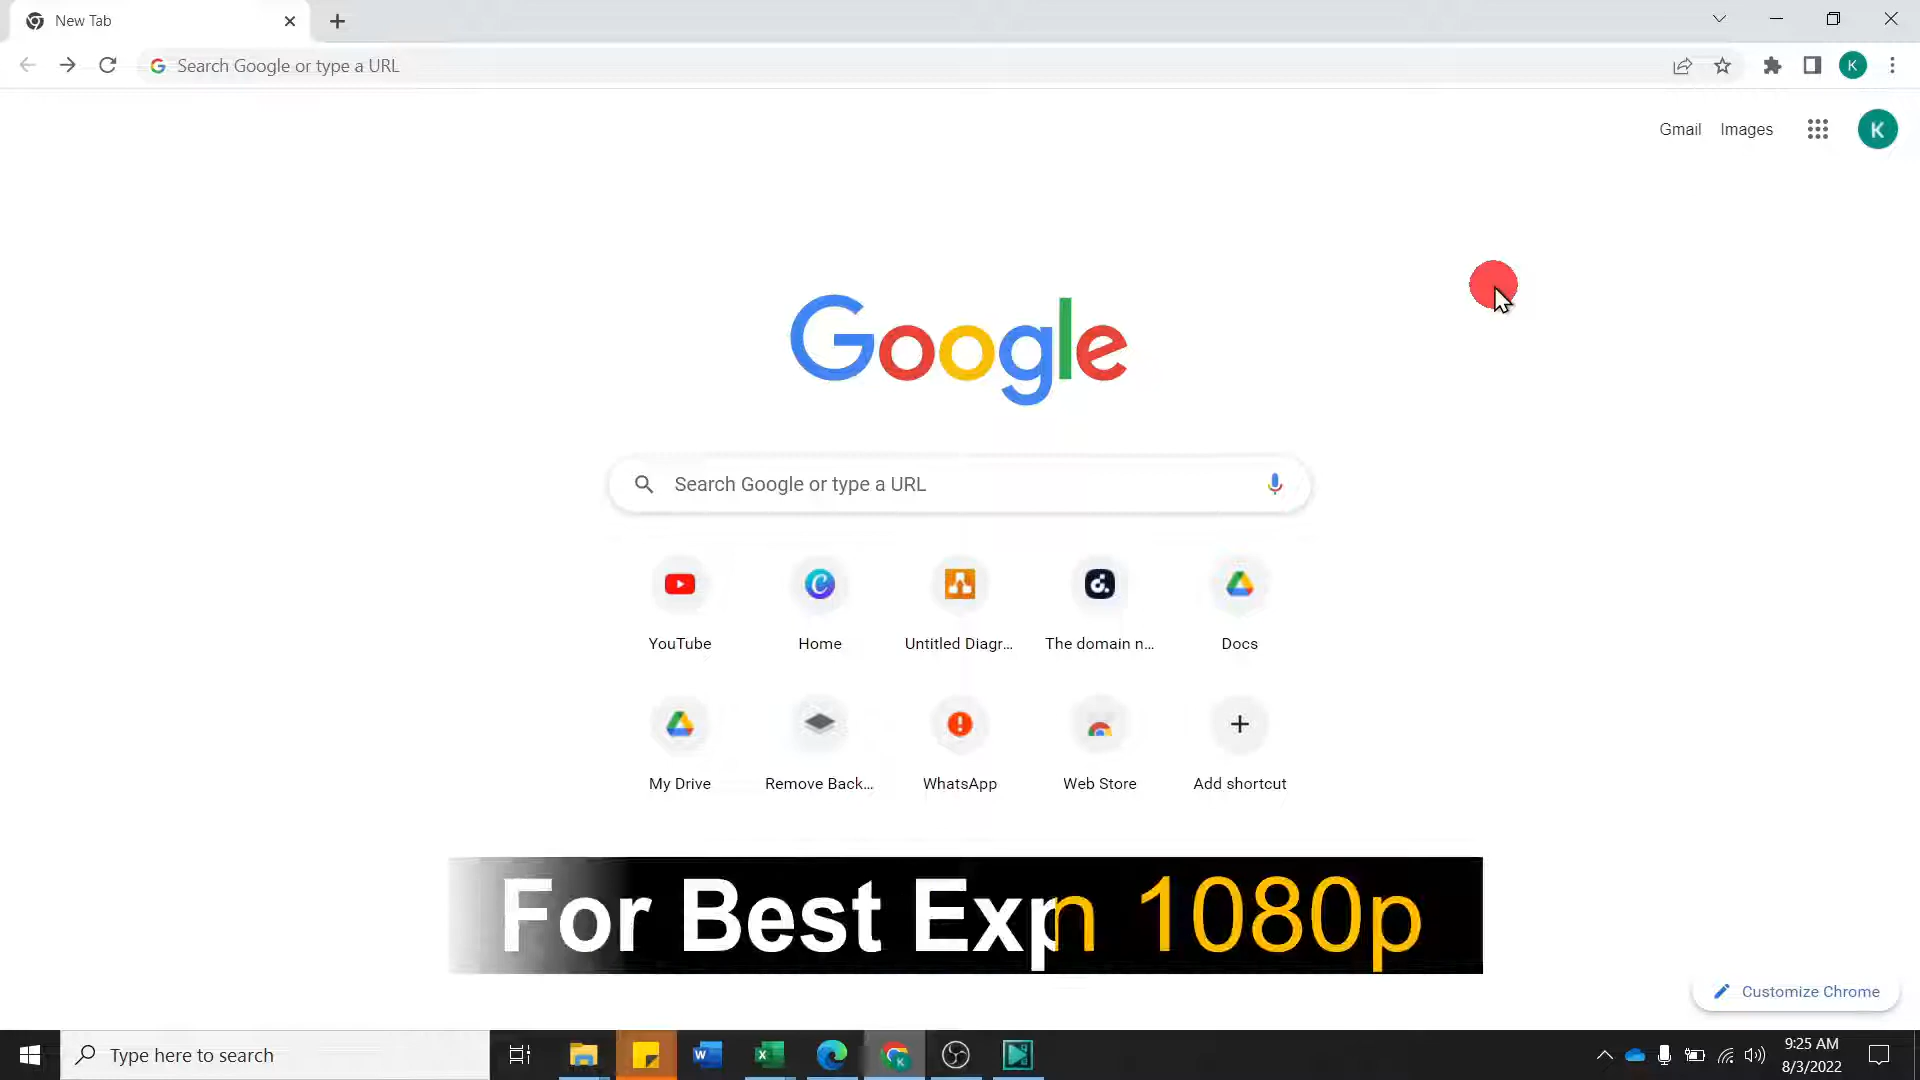 New Tab
Search Google or type a URL
K
Gmail Images
K
Google
Search Google or type a URL
YouTube
Home
Untitled Diagr...
The domain n...
Docs
My Drive
Remove Back...
WhatsApp
Web Store
Add shortcut
For Best Exp n 1080p
Customize Chrome
Type here to search
9:25 AM
8/3/2022